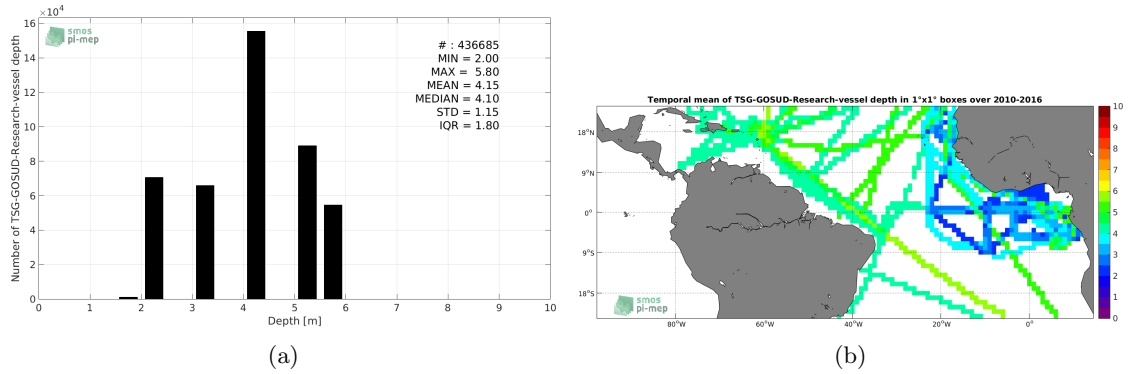 ×10⁴
smos
pi-mep
# : 436685
MIN = 2.00
MAX = 5.80
MEAN = 4.15
MEDIAN = 4.10
STD = 1.15
IQR = 1.80
Number of TSG-GOSUD-Research-vessel depth
16
14
12
10
8
6
4
2
0
0 1 2 3 4 5 6 7 8 9 10
Depth [m]
(a)
Temporal mean of TSG-GOSUD-Research-vessel depth in 1°x1° boxes over 2010-2016
18°N
9°N
0°
9°S
18°S
80°W 60°W 40°W 20°W 0°
smos
pi-mep
10
9
8
7
6
5
4
3
2
1
0
(b)